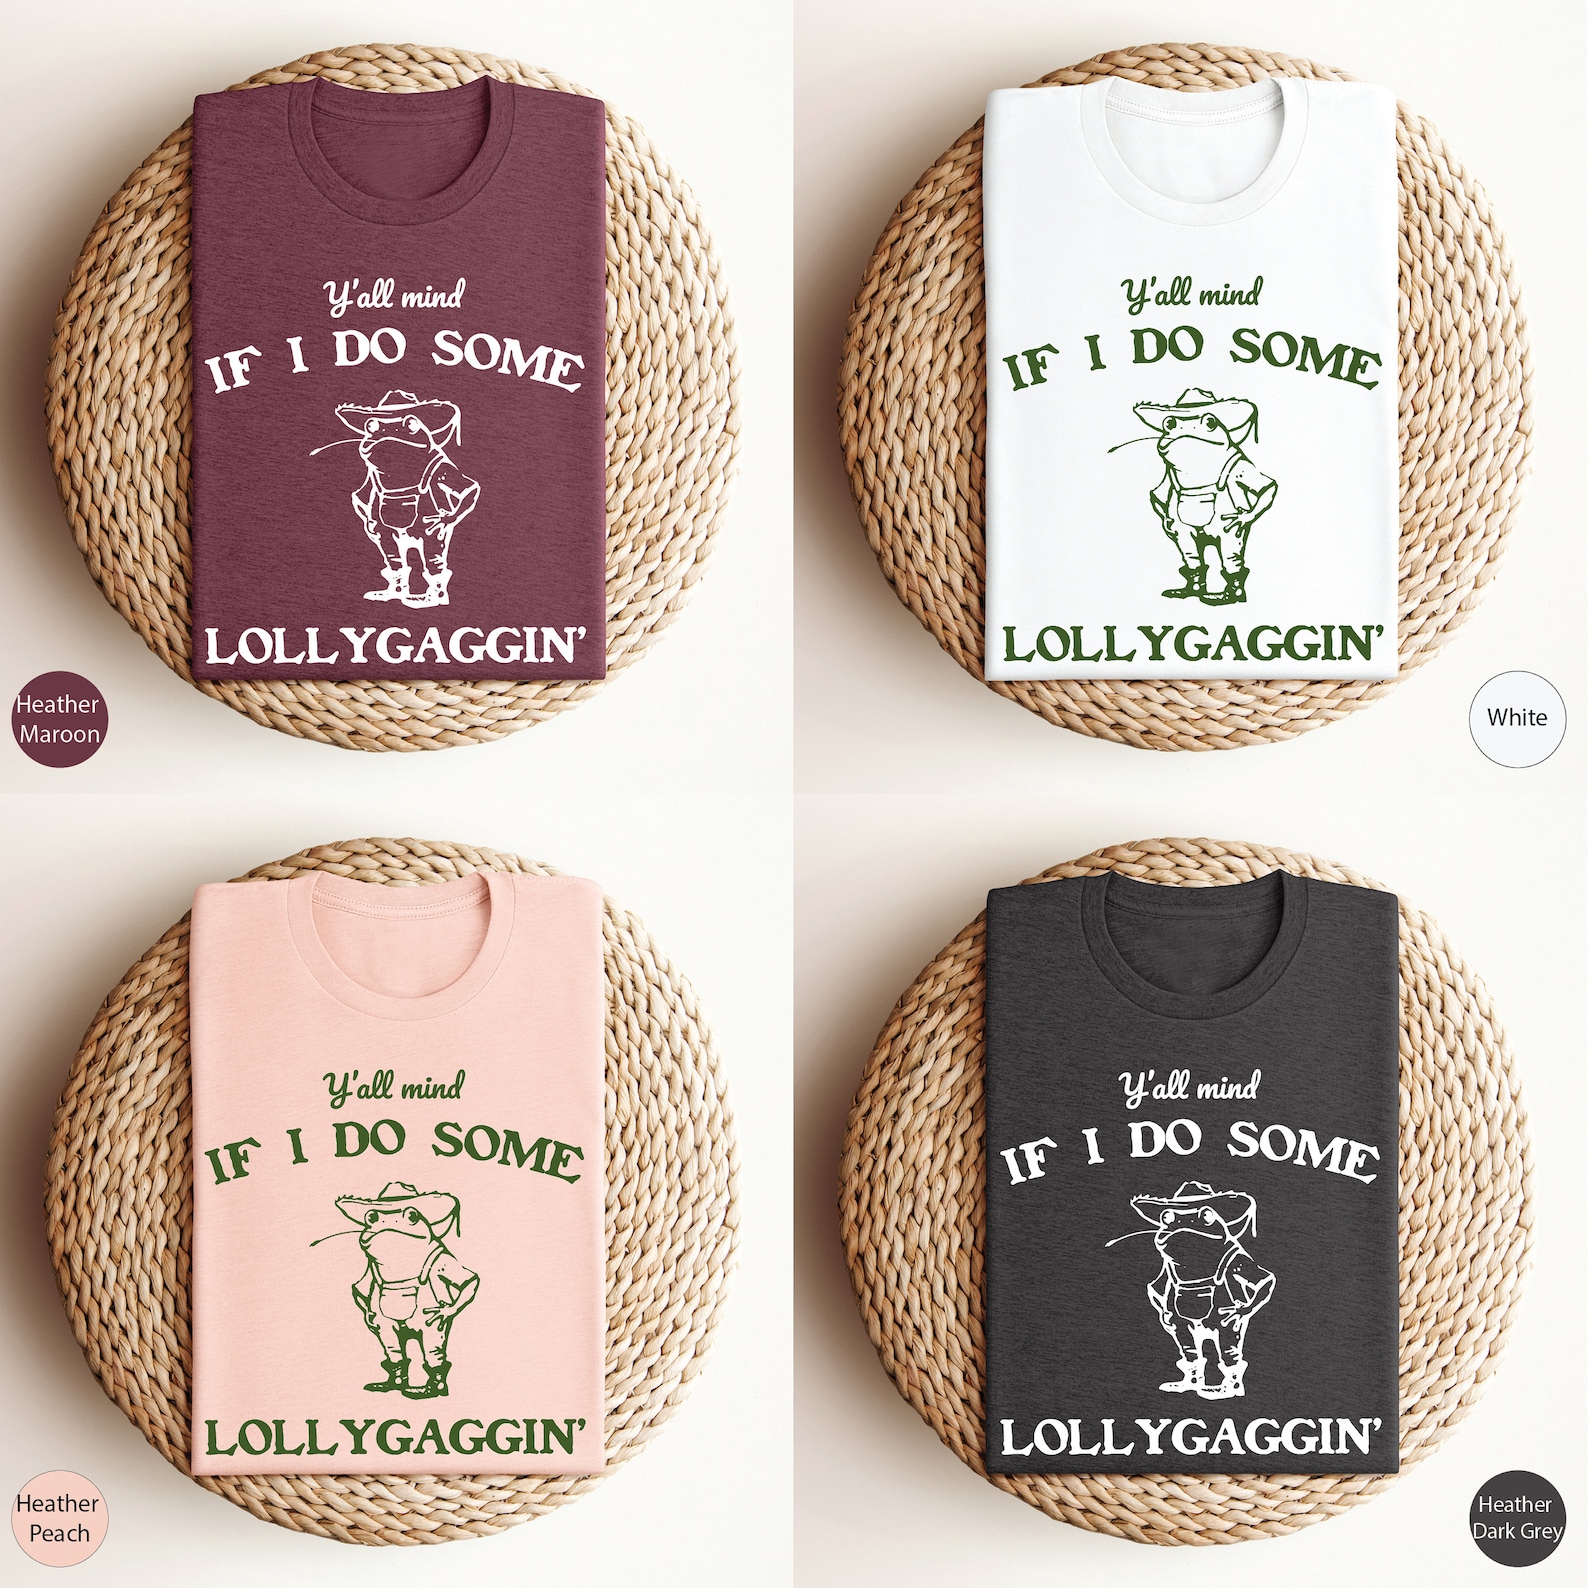 Y'all mind
IF I DO SOME
LOLLYGAGGIN'
Heather
Maroon
Y'all mind
IF I DO SOME
LOLLYGAGGIN'
White
Y'all mind
IF I DO SOME
LOLLYGAGGIN'
Heather
Peach
Y'all mind
IF I DO SOME
LOLLYGAGGIN'
Heather
Dark Grey